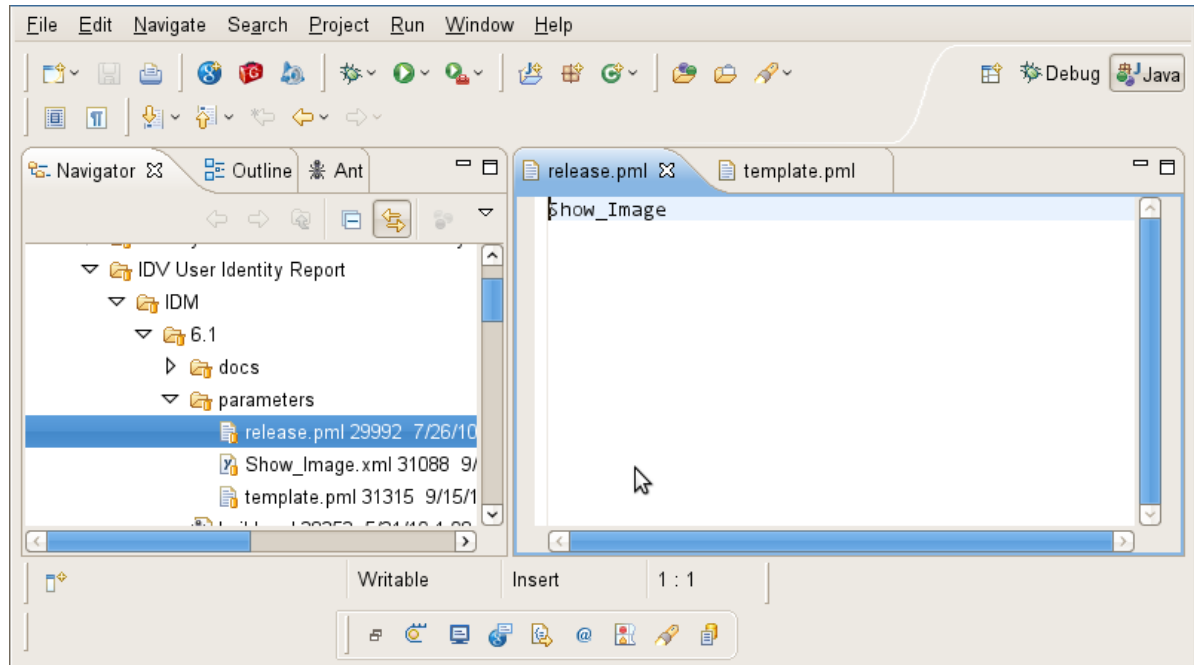 File Edit Navigate Search Project Run Window Help
Debug Java
Navigator Outline Ant
release.pml template.pml
Show_Image
IDV User Identity Report
IDM
6.1
docs
parameters
release.pml 29992 7/26/10
Show_Image.xml 31088 9/
template.pml 31315 9/15/1
Writable Insert 1 : 1